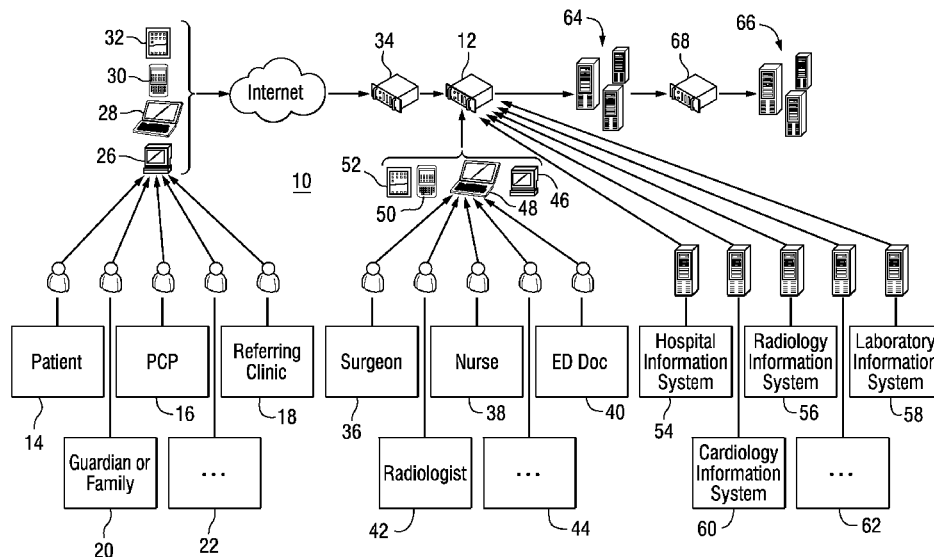 32
30
28
26
Internet
34
12
64
68
66
10
52
50
48
46
Patient
PCP
Referring
Clinic
Surgeon
Nurse
ED Doc
Hospital
Information
System
Radiology
Information
System
Laboratory
Information
System
14
16
18
36
38
40
54
56
58
Guardian or
Family
...
Radiologist
...
Cardiology
Information
System
...
20
22
42
44
60
62